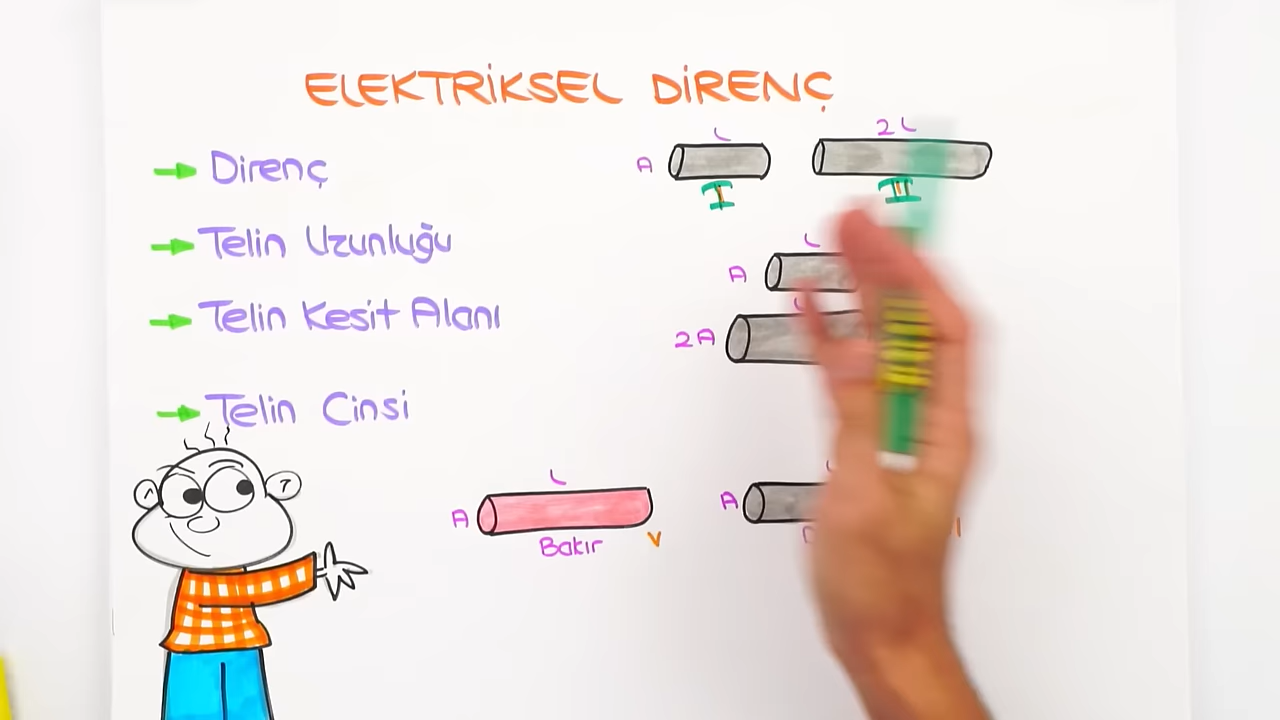 ELEKTRİKSEL DİRENÇ
Direnç
L
2L
A
I
II
Telin Uzunluğu
L
A
Telin Kesit Alanı
L
2A
Telin Cinsi
L
A
A
Bakır
V